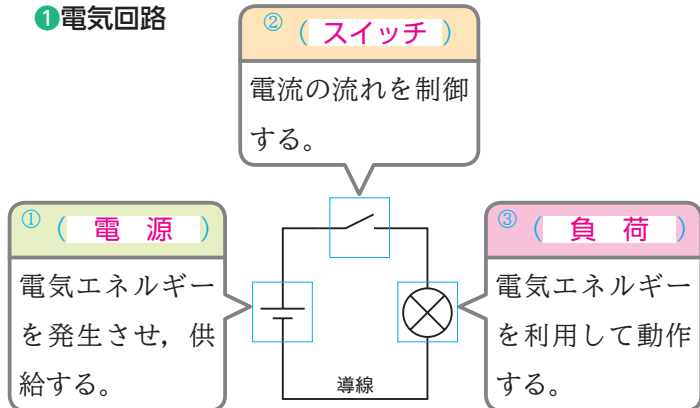 ❶電気回路
②（スイッチ）
電流の流れを制御
する。
①（電　源）
電気エネルギー
を発生させ，供
給する。
③（負　荷）
電気エネルギー
を利用して動作
する。
導線